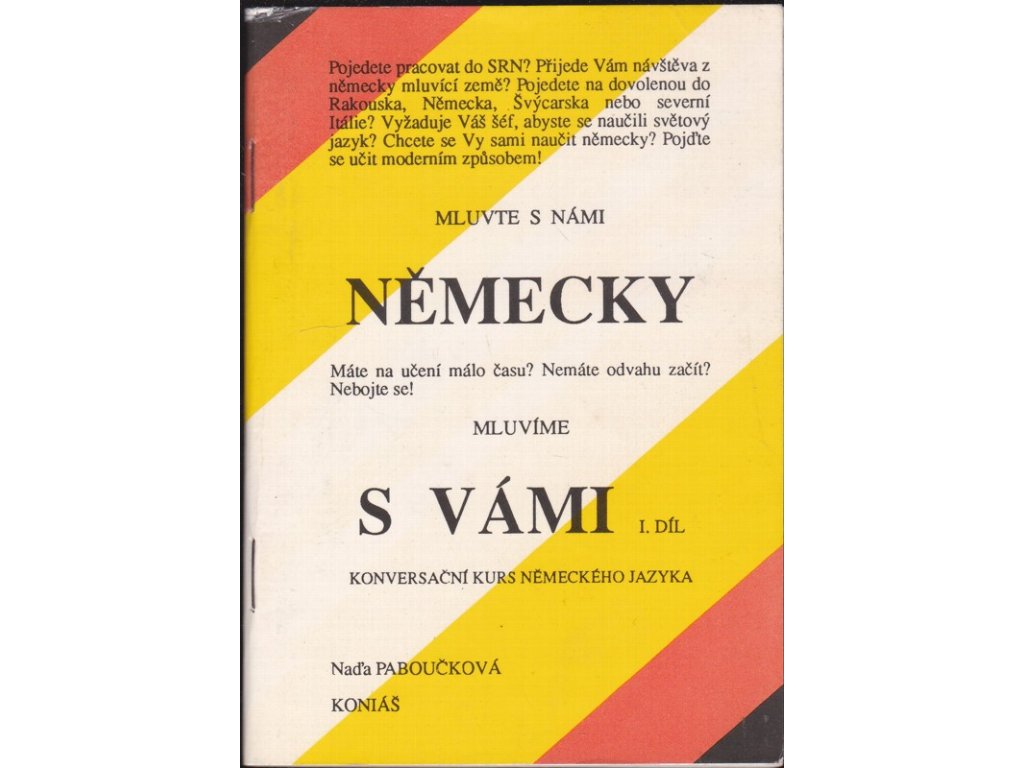 Pojedete pracovat do SRN? Přijede Vám návštěva z
německy mluvící země? Pojedete na dovolenou do
Rakouska, Německa, Švýcarska nebo severní
Itálie? Vyžaduje Váš šéf, abyste se naučili světový
jazyk? Chcete se Vy sami naučit německy? Pojďte
se učit moderním způsobem!
MLUVTE S NÁMI
NĚMECKY
Máte na učení málo času? Nemáte odvahu začít?
Nebojte se!
MLUVÍME
S VÁMI I. DÍL
KONVERSAČNÍ KURS NĚMECKÉHO JAZYKA
Naďa PABOUČKOVÁ
KONIÁŠ